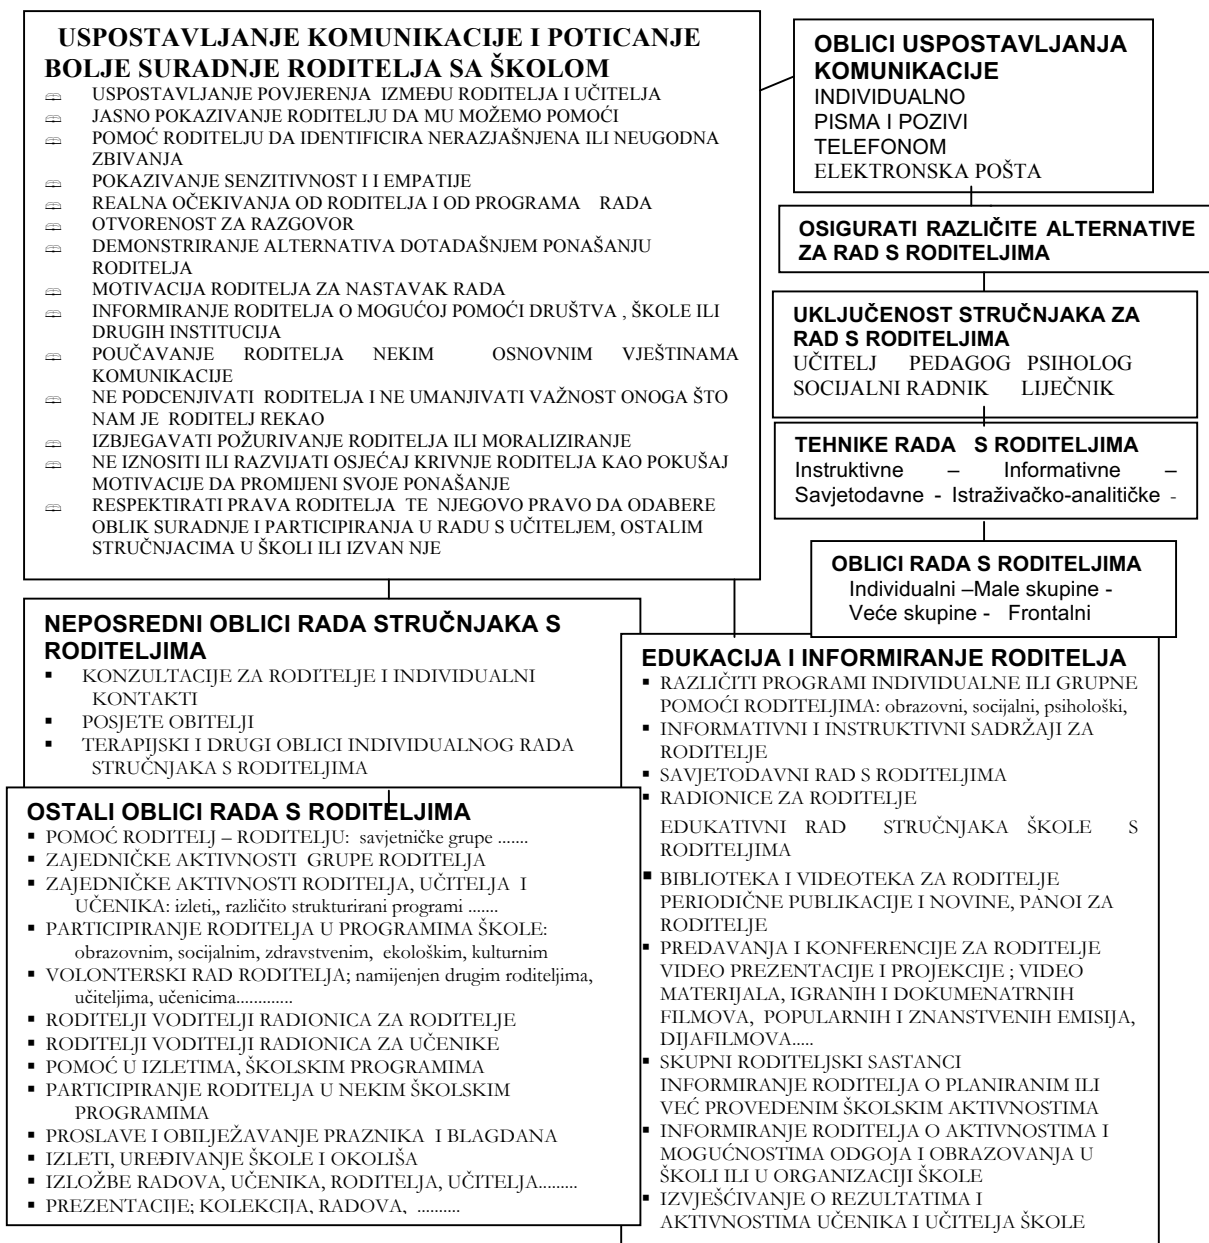 USPOSTAVLJANJE KOMUNIKACIJE I POTICANJE
BOLJE SURADNJE RODITELJA SA ŠKOLOM
USPOSTAVLJANJE POVJERENJA IZMEĐU RODITELJA I UČITELJA
JASNO POKAZIVANJE RODITELJU DA MU MOŽEMO POMOĆI
POMOĆ RODITELJU DA IDENTIFICIRA NERAZJAŠNJENA ILI NEUGODNA
ZBIVANJA
POKAZIVANJE SENZITIVNOST I I EMPATIJE
REALNA OČEKIVANJA OD RODITELJA I OD PROGRAMA RADA
OTVORENOST ZA RAZGOVOR
DEMONSTRIRANJE ALTERNATIVA DOTADAŠNJEM PONAŠANJU
RODITELJA
MOTIVACIJA RODITELJA ZA NASTAVAK RADA
INFORMIRANJE RODITELJA O MOGUĆOJ POMOĆI DRUŠTVA , ŠKOLE ILI
DRUGIH INSTITUCIJA
POUČAVANJE RODITELJA NEKIM OSNOVNIM VJEŠTINAMA
KOMUNIKACIJE
NE PODCENJIVATI RODITELJA I NE UMANJIVATI VAŽNOST ONOGA ŠTO
NAM JE RODITELJ REKAO
IZBJEGAVATI POŽURIVANJE RODITELJA ILI MORALIZIRANJE
NE IZNOSITI ILI RAZVIJATI OSJEĆAJ KRIVNJE RODITELJA KAO POKUŠAJ
MOTIVACIJE DA PROMIJENI SVOJE PONAŠANJE
RESPEKTIRATI PRAVA RODITELJA TE NJEGOVO PRAVO DA ODABERE
OBLIK SURADNJE I PARTICIPIRANJA U RADU S UČITELJEM, OSTALIM
STRUČNJACIMA U ŠKOLI ILI IZVAN NJE
OBLICI USPOSTAVLJANJA
KOMUNIKACIJE
INDIVIDUALNO
PISMA I POZIVI
TELEFONOM
ELEKTRONSKA POŠTA
OSIGURATI RAZLIČITE ALTERNATIVE
ZA RAD S RODITELJIMA
UKLJUČENOST STRUČNJAKA ZA
RAD S RODITELJIMA
UČITELJ PEDAGOG PSIHOLOG
SOCIJALNI RADNIK LIJEČNIK
TEHNIKE RADA S RODITELJIMA
Instruktivne – Informativne –
Savjetodavne - Istraživačko-analitičke -
OBLICI RADA S RODITELJIMA
Individualni –Male skupine -
Veće skupine - Frontalni
NEPOSREDNI OBLICI RADA STRUČNJAKA S
RODITELJIMA
▪ KONZULTACIJE ZA RODITELJE I INDIVIDUALNI
KONTAKTI
▪ POSJETE OBITELJI
▪ TERAPIJSKI I DRUGI OBLICI INDIVIDUALNOG RADA
STRUČNJAKA S RODITELJIMA
OSTALI OBLICI RADA S RODITELJIMA
▪ POMOĆ RODITELJ – RODITELJU: savjetničke grupe .......
▪ ZAJEDNIČKE AKTIVNOSTI GRUPE RODITELJA
▪ ZAJEDNIČKE AKTIVNOSTI RODITELJA, UČITELJA I
UČENIKA: izleti,, različito strukturirani programi .......
▪ PARTICIPIRANJE RODITELJA U PROGRAMIMA ŠKOLE:
obrazovnim, socijalnim, zdravstvenim, ekološkim, kulturnim
▪ VOLONTERSKI RAD RODITELJA; namijenjen drugim roditeljima,
učiteljima, učenicima.............
▪ RODITELJI VODITELJI RADIONICA ZA RODITELJE
▪ RODITELJI VODITELJI RADIONICA ZA UČENIKE
▪ POMOĆ U IZLETIMA, ŠKOLSKIM PROGRAMIMA
▪ PARTICIPIRANJE RODITELJA U NEKIM ŠKOLSKIM
PROGRAMIMA
▪ PROSLAVE I OBILJEŽAVANJE PRAZNIKA I BLAGDANA
▪ IZLETI, UREĐIVANJE ŠKOLE I OKOLIŠA
▪ IZLOŽBE RADOVA, UČENIKA, RODITELJA, UČITELJA.........
▪ PREZENTACIJE; KOLEKCIJA, RADOVA, ..........
EDUKACIJA I INFORMIRANJE RODITELJA
▪ RAZLIČITI PROGRAMI INDIVIDUALNE ILI GRUPNE
POMOĆI RODITELJIMA: obrazovni, socijalni, psihološki,
▪ INFORMATIVNI I INSTRUKTIVNI SADRŽAJI ZA
RODITELJE
▪ SAVJETODAVNI RAD S RODITELJIMA
▪ RADIONICE ZA RODITELJE
EDUKATIVNI RAD STRUČNJAKA ŠKOLE S
RODITELJIMA
▪ BIBLIOTEKA I VIDEOTEKA ZA RODITELJE
PERIODIČNE PUBLIKACIJE I NOVINE, PANOI ZA
RODITELJE
▪ PREDAVANJA I KONFERENCIJE ZA RODITELJE
VIDEO PREZENTACIJE I PROJEKCIJE ; VIDEO
MATERIJALA, IGRANIH I DOKUMENATRNIH
FILMOVA, POPULARNIH I ZNANSTVENIH EMISIJA,
DIJAFILMOVA.....
▪ SKUPNI RODITELJSKI SASTANCI
INFORMIRANJE RODITELJA O PLANIRANIM ILI
VEĆ PROVEDENIM ŠKOLSKIM AKTIVNOSTIMA
▪ INFORMIRANJE RODITELJA O AKTIVNOSTIMA I
MOGUĆNOSTIMA ODGOJA I OBRAZOVANJA U
ŠKOLI ILI U ORGANIZACIJI ŠKOLE
▪ IZVJEŠĆIVANJE O REZULTATIMA I
AKTIVNOSTIMA UČENIKA I UČITELJA ŠKOLE